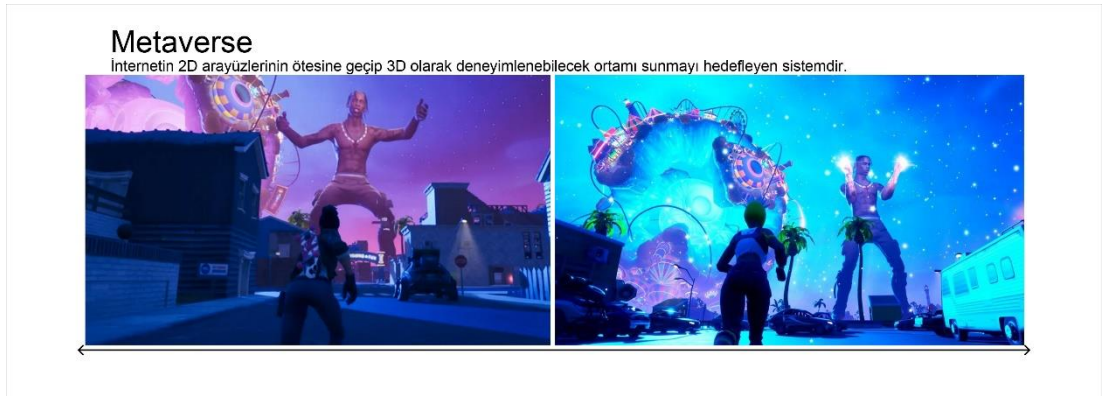 Metaverse
İnternetin 2D arayüzlerinin ötesine geçip 3D olarak deneyimlenebilecek ortamı sunmayı hedefleyen sistemdir.